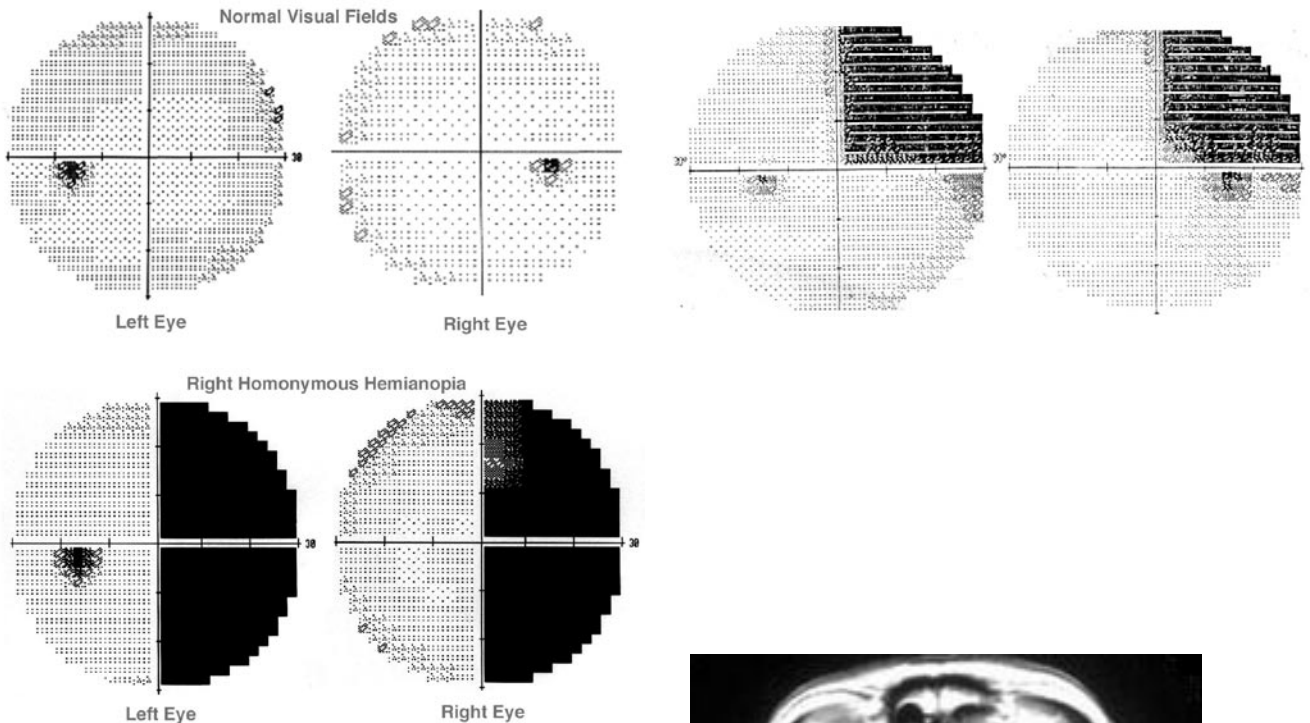 Normal Visual Fields
30
30°
30°
Left Eye
Right Eye
Right Homonymous Hemianopia
30
30
Left Eye
Right Eye